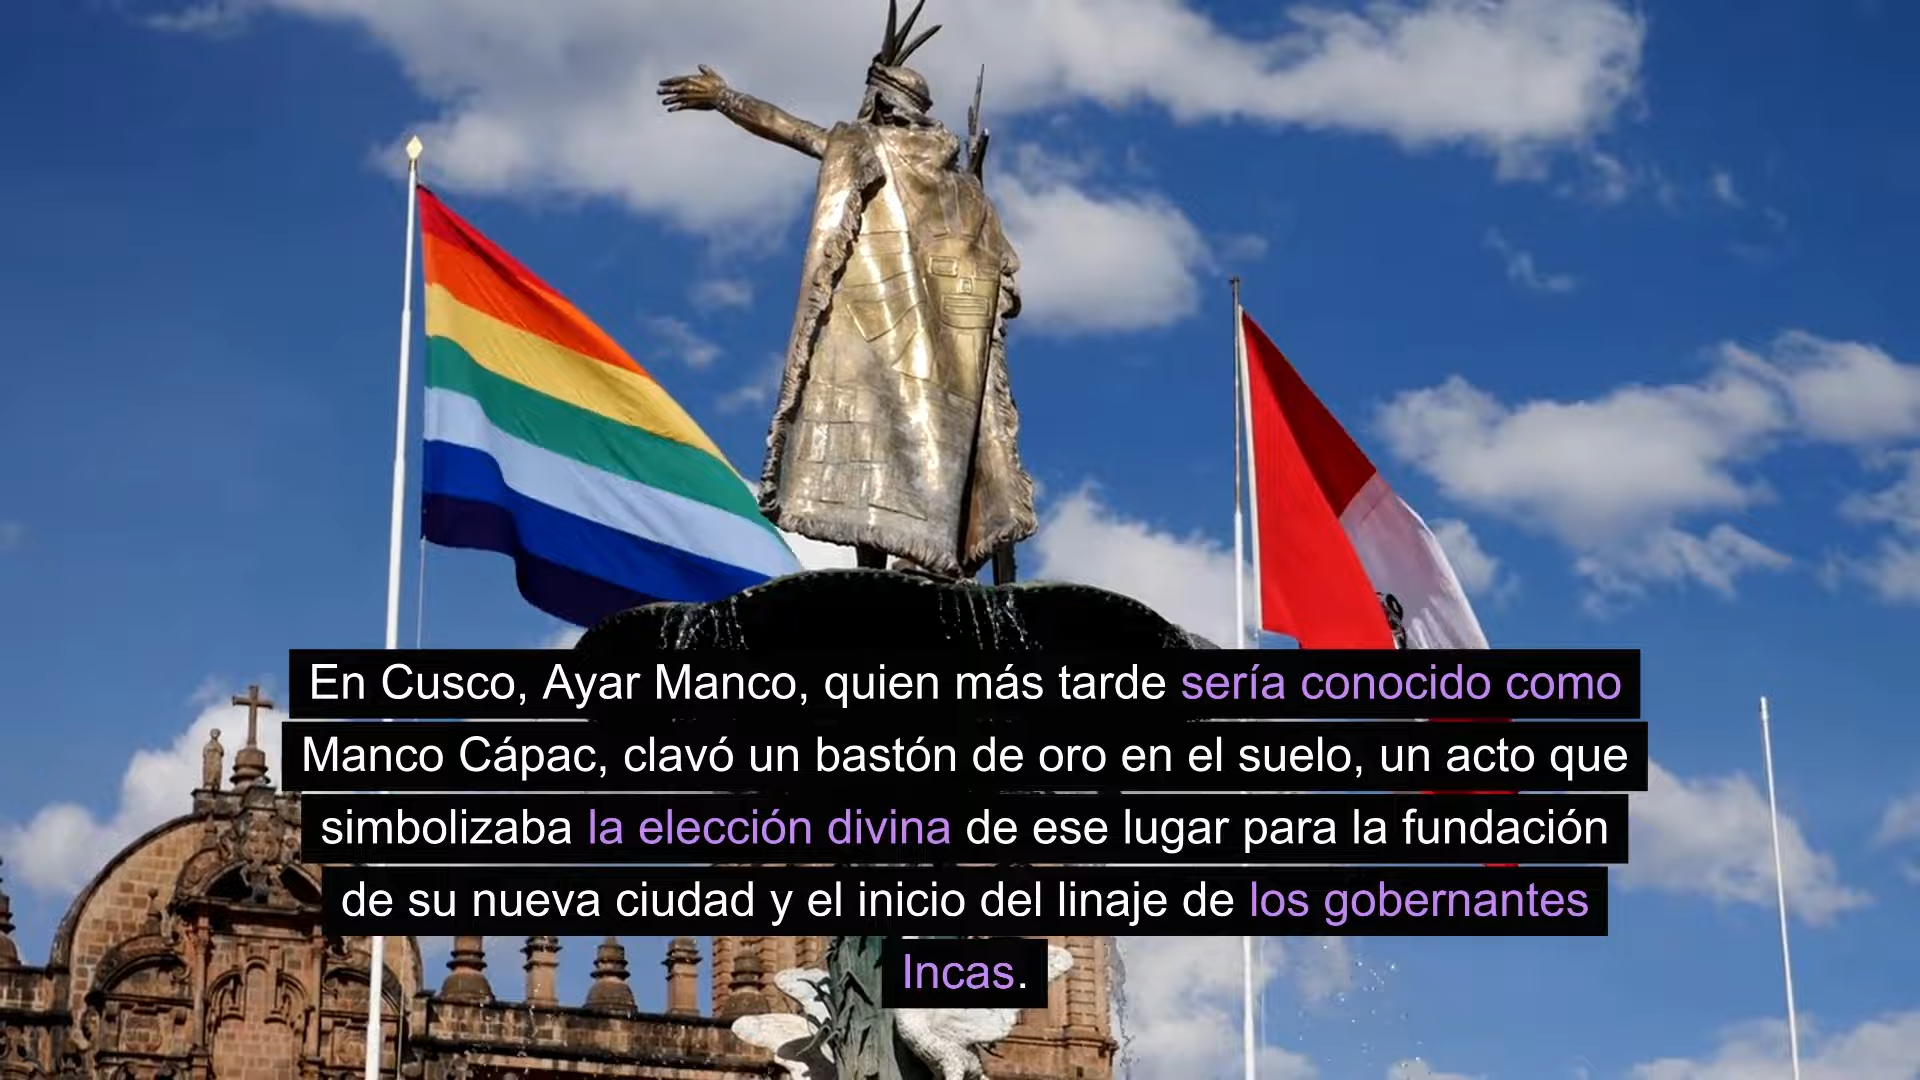 En Cusco, Ayar Manco, quien más tarde sería conocido como
Manco Cápac, clavó un bastón de oro en el suelo, un acto que
simbolizaba la elección divina de ese lugar para la fundación
de su nueva ciudad y el inicio del linaje de los gobernantes
Incas.